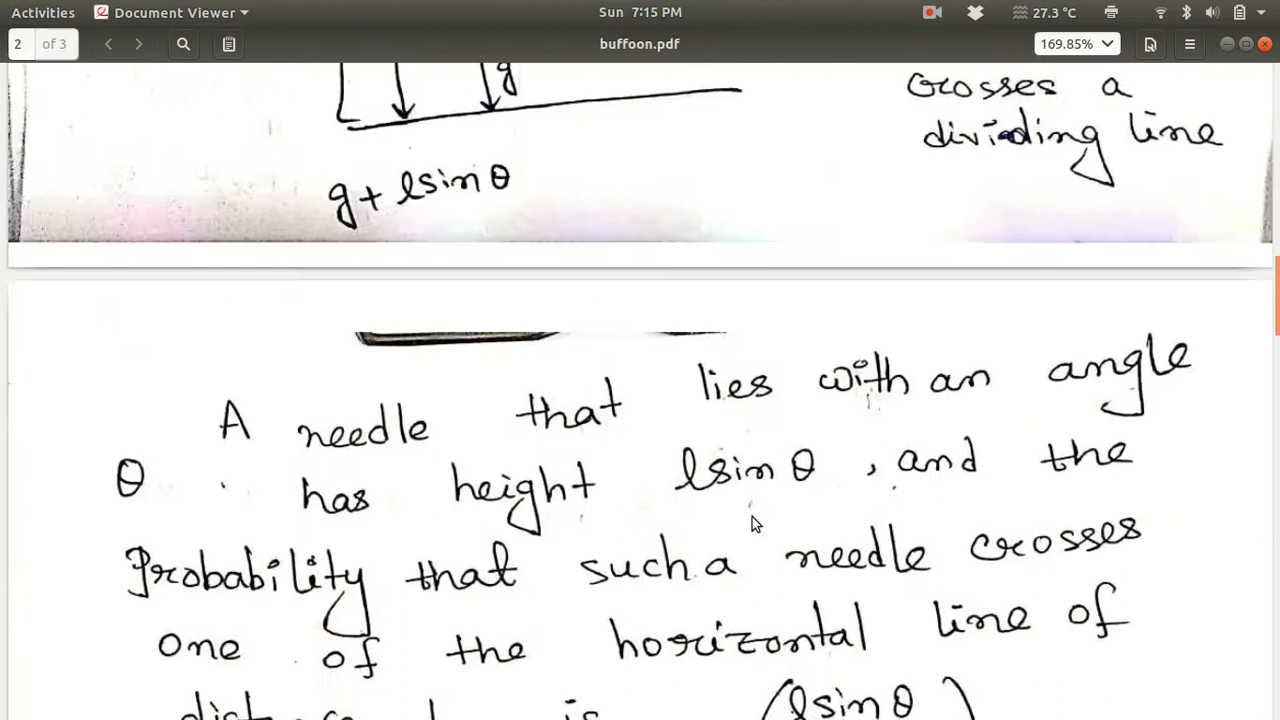 Activities Document Viewer Sun 7:15 PM 27.3 °C
2 of 3 buffoon.pdf 169.85%
g
crosses a
dividing line
g + lsin θ
A needle that lies with an angle
θ has height lsin θ, and the
Probability that such a needle crosses
one of the horizontal line of
is (lsin θ)